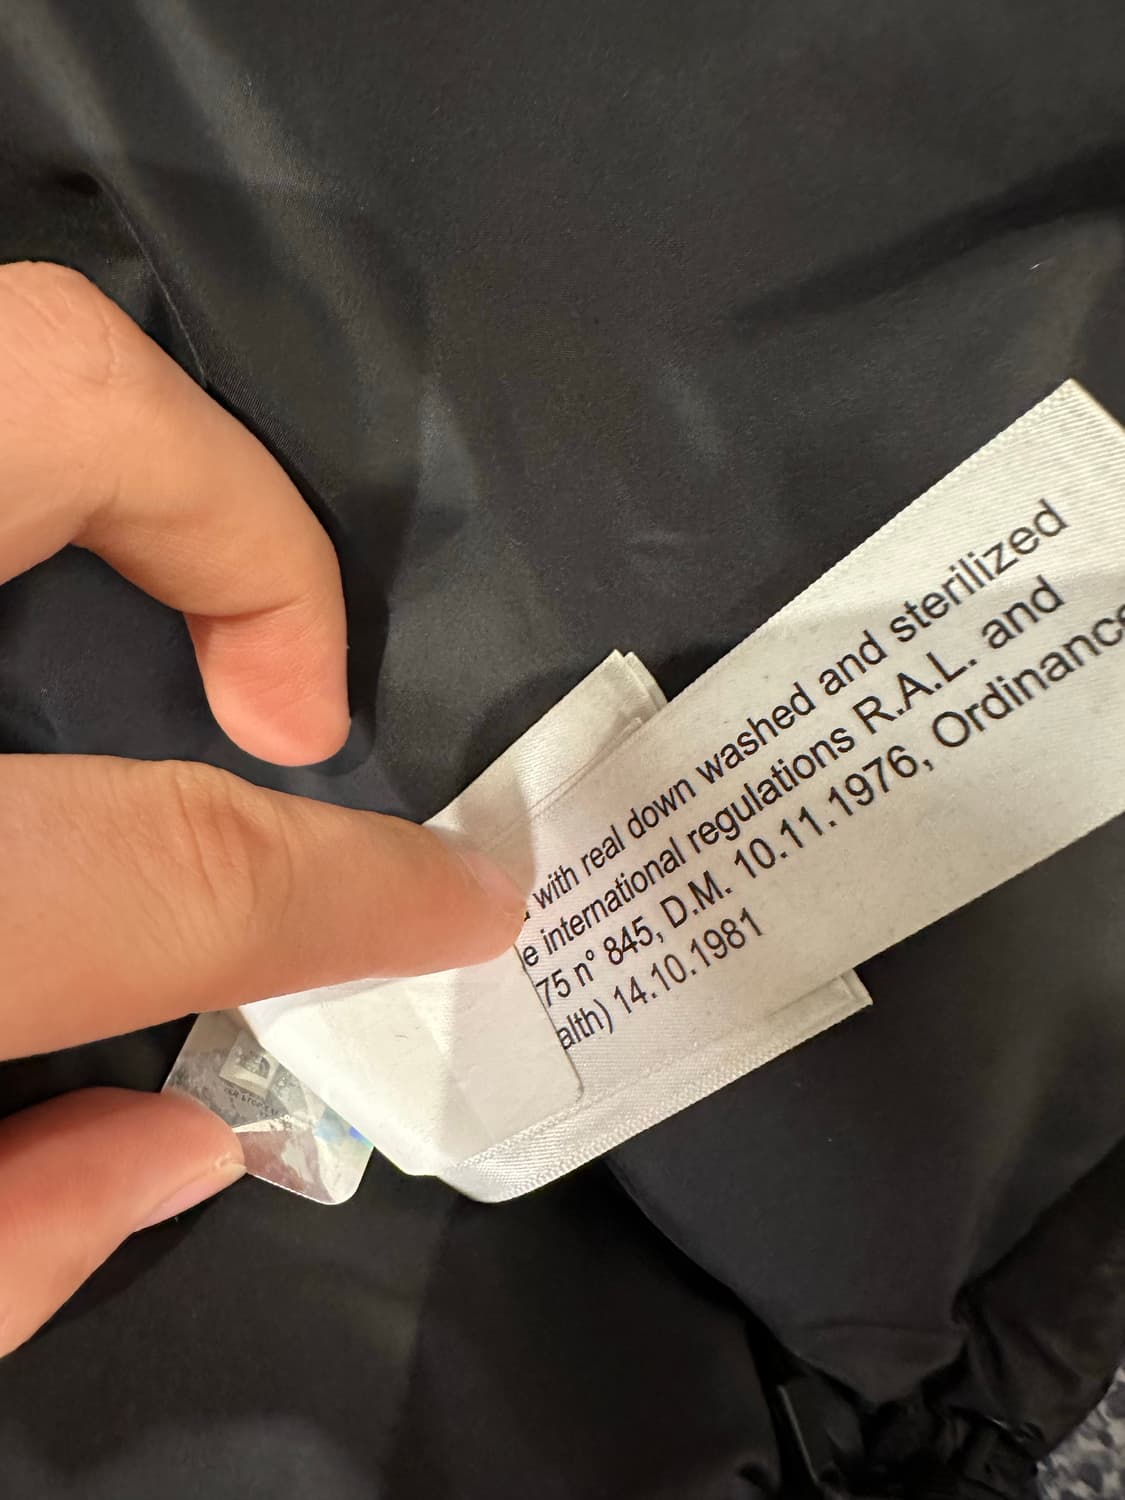 with real down washed and sterilized
e international regulations R.A.L. and
75 n° 845, D.M. 10.11.1976, Ordinance
alth) 14.10.1981